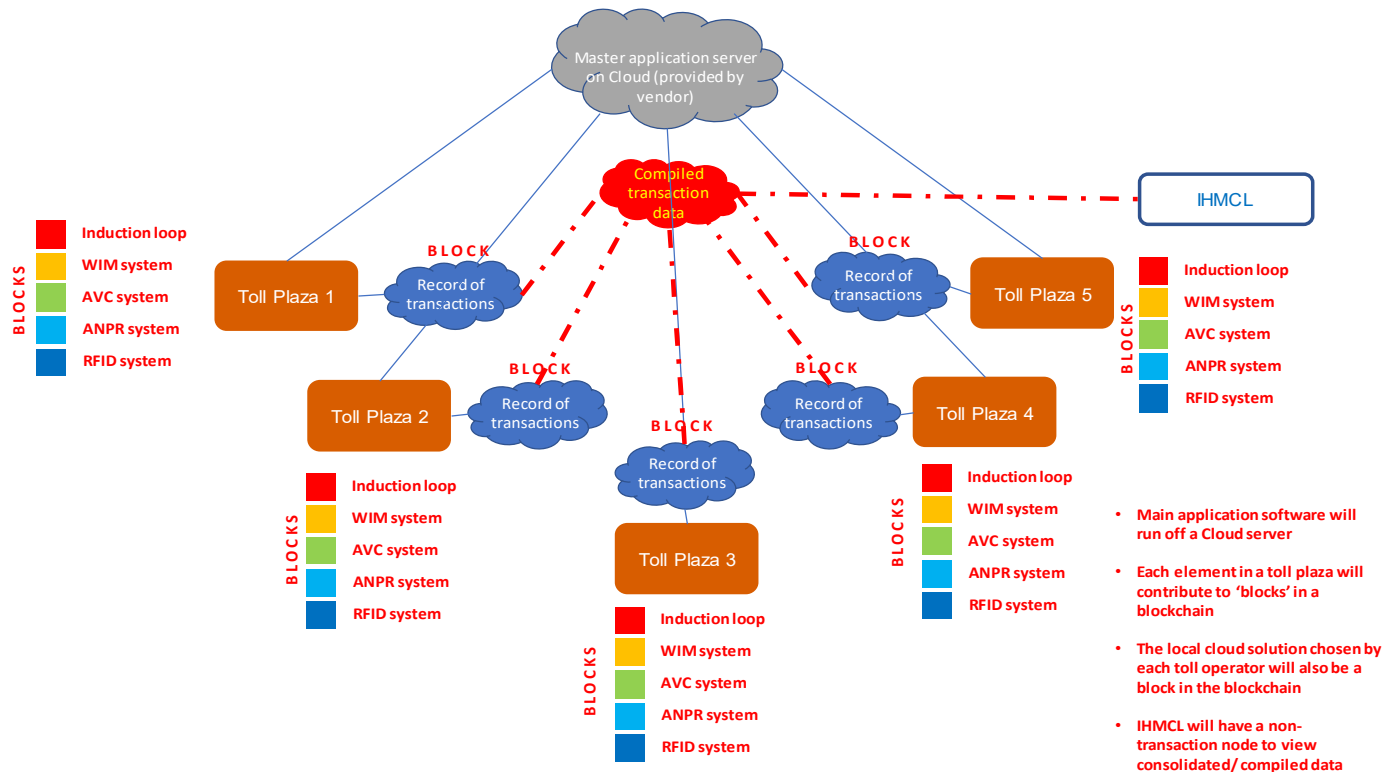 Master application server
on Cloud (provided by
vendor)
Compiled
transaction
data
IHMCL
BLOCKS
Induction loop
WIM system
AVC system
ANPR system
RFID system
Toll Plaza 1
BLOCK
Record of
transactions
BLOCK
Record of
transactions
Toll Plaza 5
BLOCKS
Induction loop
WIM system
AVC system
ANPR system
RFID system
Toll Plaza 2
BLOCK
Record of
transactions
BLOCK
Record of
transactions
Toll Plaza 4
BLOCK
Record of
transactions
Toll Plaza 3
BLOCKS
Induction loop
WIM system
AVC system
ANPR system
RFID system
BLOCKS
Induction loop
WIM system
AVC system
ANPR system
RFID system
BLOCKS
Induction loop
WIM system
AVC system
ANPR system
RFID system
• Main application software will
run off a Cloud server
• Each element in a toll plaza will
contribute to ‘blocks’ in a
blockchain
• The local cloud solution chosen by
each toll operator will also be a
block in the blockchain
• IHMCL will have a non-
transaction node to view
consolidated/ compiled data